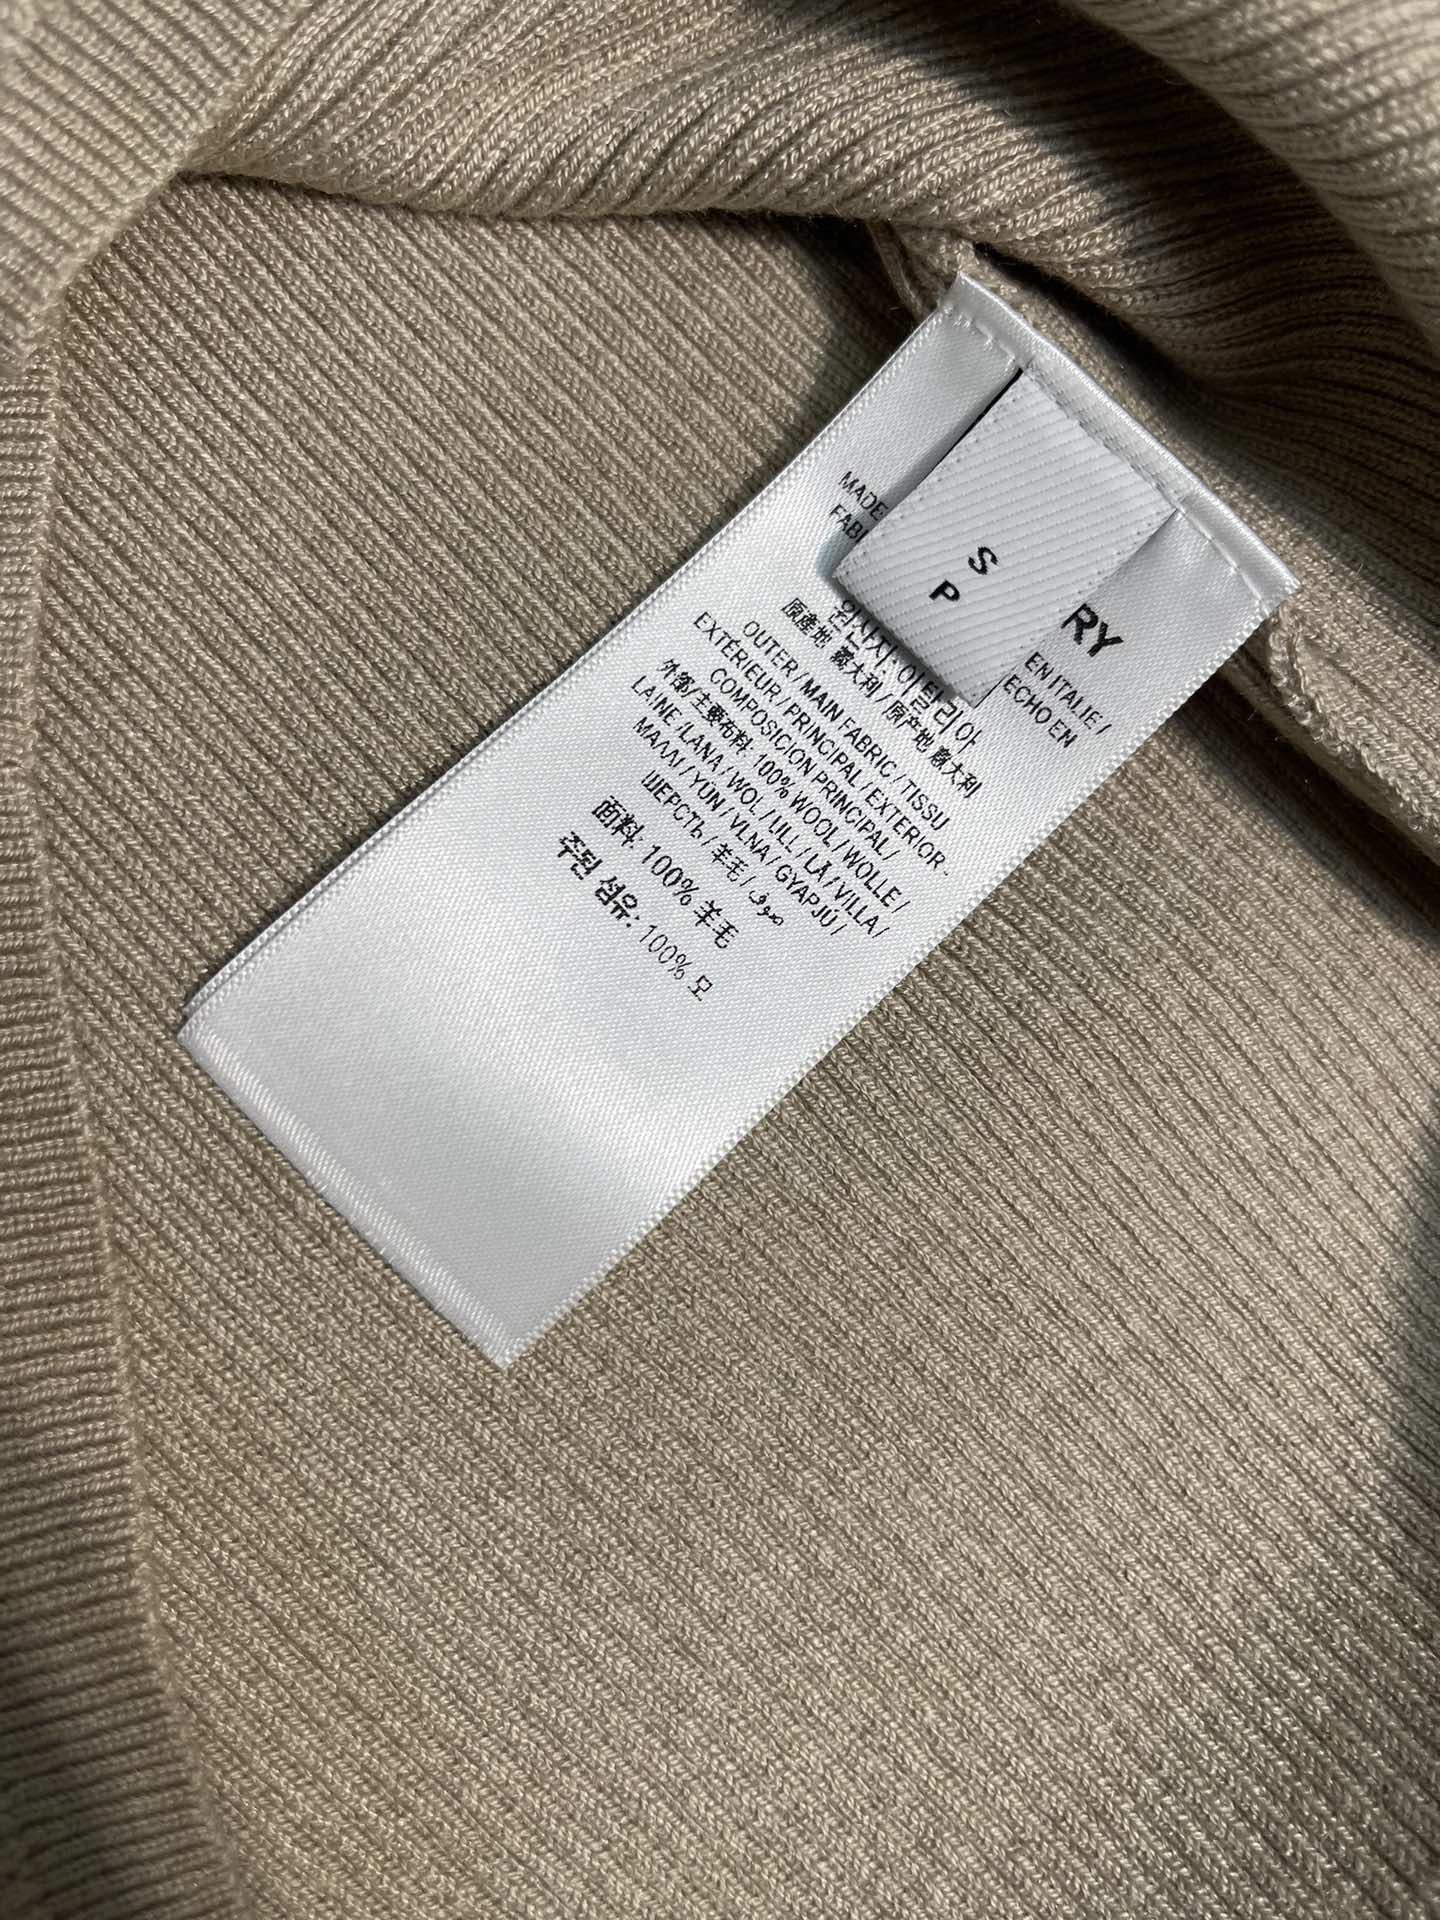 S
P
RY
MADE
EN ITALIE /
FABI
ECHO EN
원산지: 이탈리아
原産地 義大利 / 原产地 意大利
OUTER / MAIN FABRIC / TISSU
EXTÉRIEUR / PRINCIPAL / EXTERIOR -
COMPOSICION PRINCIPAL /
外部/主要布料: 100% WOOL / WOLLE /
LAINE / LANA / WOL / ULL / LÃ / VILLA /
ΜΑΛΛΙ / YÜN / VLNA / GYAPJÚ /
ШЕРСТЬ / 羊毛 / صوف
面料: 100% 羊毛
주된 섬유: 100% 모